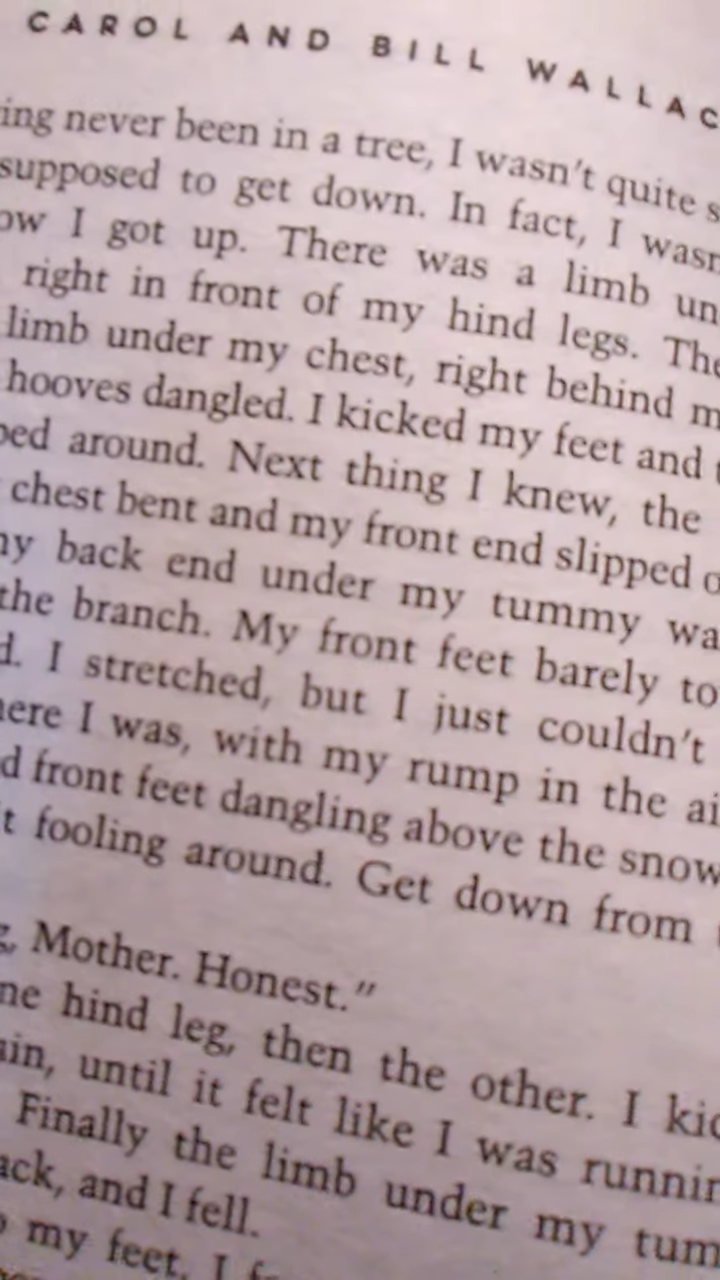 CAROL AND BILL WALLAC
ing never been in a tree, I wasn't quite s
supposed to get down. In fact, I wasn
ow I got up. There was a limb un
right in front of my hind legs. The
limb under my chest, right behind m
hooves dangled. I kicked my feet and t
ped around. Next thing I knew, the
chest bent and my front end slipped o
ny back end under my tummy wa
the branch. My front feet barely to
d. I stretched, but I just couldn't
here I was, with my rump in the ai
d front feet dangling above the snow
't fooling around. Get down from t
g, Mother. Honest."
ne hind leg, then the other. I kic
ain, until it felt like I was runnin
Finally the limb under my tum
ack, and I fell.
o my feet. I